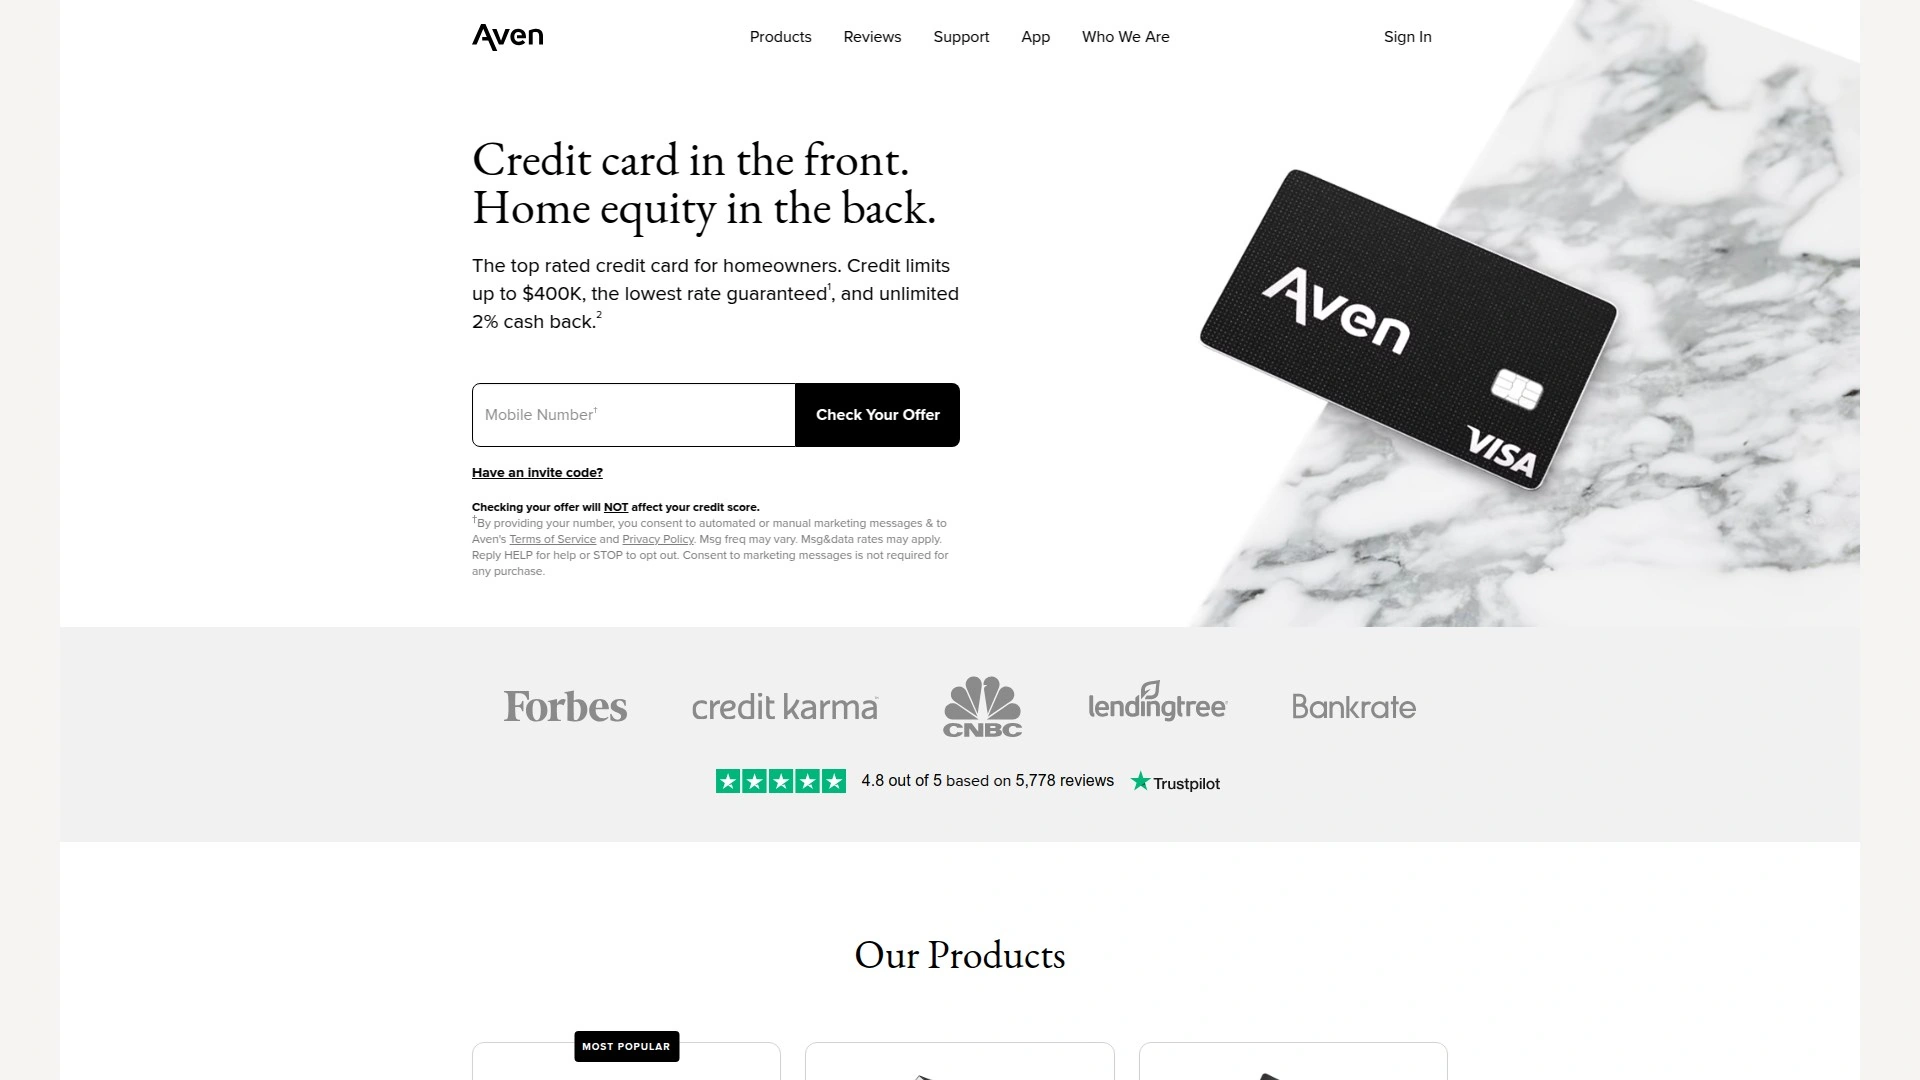 Aven
Products
Reviews
Support
App
Who We Are
Sign In
Credit card in the front.
Home equity in the back.
The top rated credit card for homeowners. Credit limits
up to $400K, the lowest rate guaranteed¹, and unlimited
2% cash back.²
Mobile Number†
Check Your Offer
Have an invite code?
Checking your offer will NOT affect your credit score.
†By providing your number, you consent to automated or manual marketing messages & to
Aven's Terms of Service and Privacy Policy. Msg freq may vary. Msg&data rates may apply.
Reply HELP for help or STOP to opt out. Consent to marketing messages is not required for
any purchase.
Aven
VISA
Forbes
credit karma
CNBC
lendingtree
Bankrate
4.8 out of 5 based on 5,778 reviews
Trustpilot
Our Products
MOST POPULAR